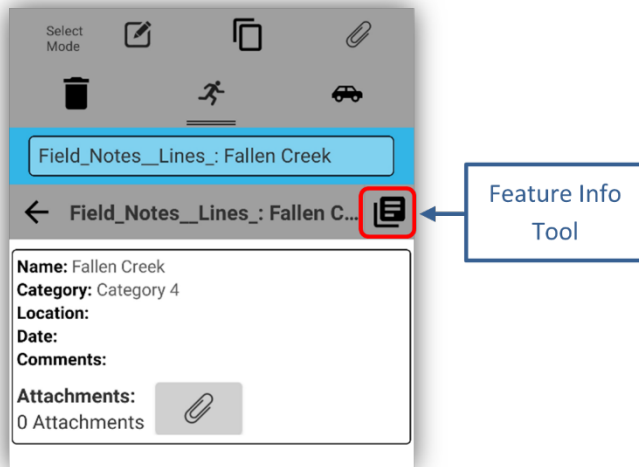 Select
Mode
Field_Notes__Lines_: Fallen Creek
Field_Notes__Lines_: Fallen C...
Feature Info
Tool
Name: Fallen Creek
Category: Category 4
Location:
Date:
Comments:
Attachments:
0 Attachments